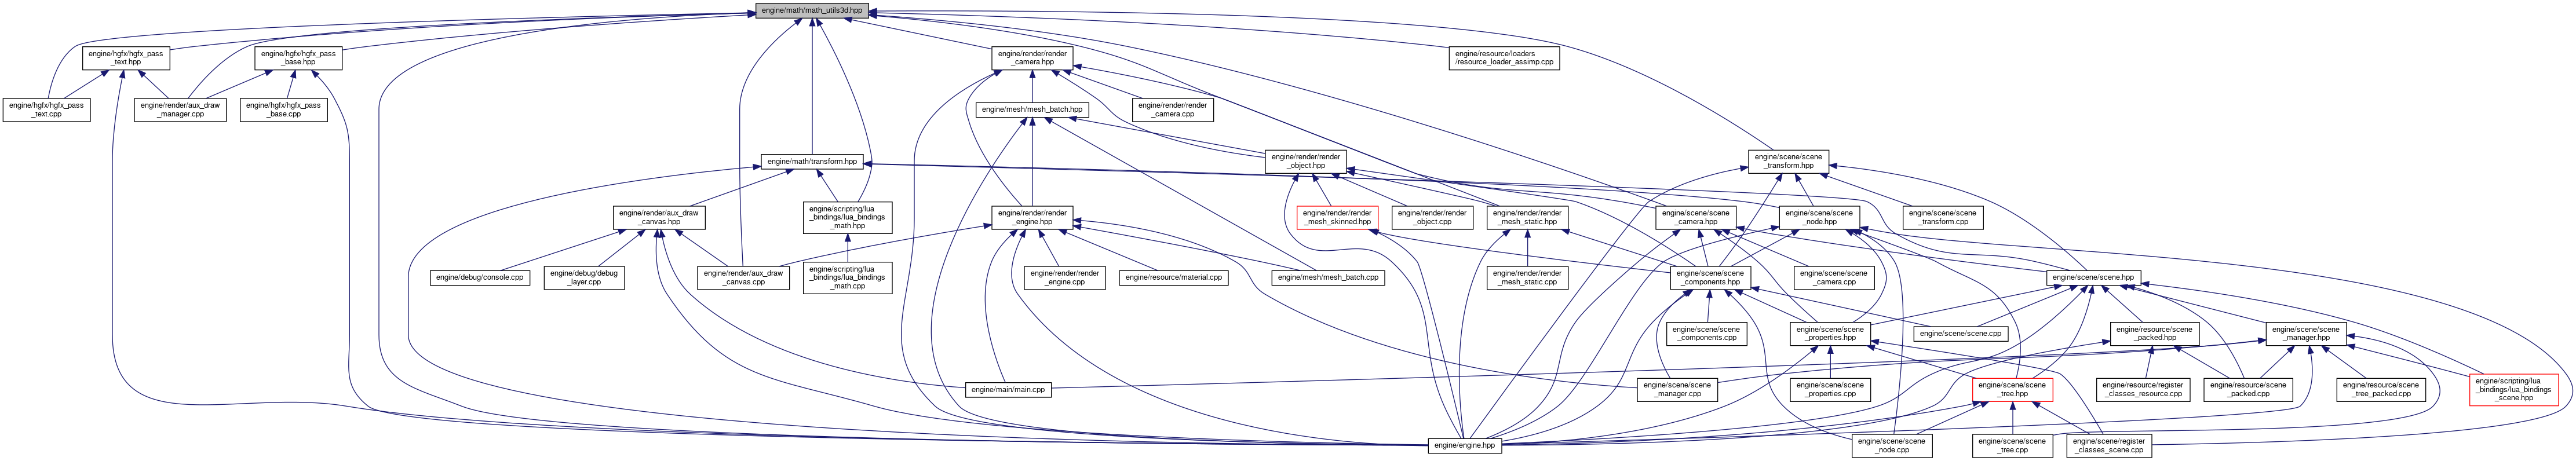 engine/math/math_utils3d.hpp
engine/hgfx/hgfx_pass
_text.hpp
engine/hgfx/hgfx_pass
_base.hpp
engine/render/render
_camera.hpp
engine/resource/loaders
/resource_loader_assimp.cpp
engine/hgfx/hgfx_pass
_text.cpp
engine/render/aux_draw
_manager.cpp
engine/hgfx/hgfx_pass
_base.cpp
engine/mesh/mesh_batch.hpp
engine/render/render
_camera.cpp
engine/math/transform.hpp
engine/render/render
_object.hpp
engine/scene/scene
_transform.hpp
engine/render/aux_draw
_canvas.hpp
engine/scripting/lua
_bindings/lua_bindings
_math.hpp
engine/render/render
_engine.hpp
engine/render/render
_mesh_skinned.hpp
engine/render/render
_object.cpp
engine/render/render
_mesh_static.hpp
engine/scene/scene
_camera.hpp
engine/scene/scene
_node.hpp
engine/scene/scene
_transform.cpp
engine/debug/console.cpp
engine/debug/debug
_layer.cpp
engine/render/aux_draw
_canvas.cpp
engine/scripting/lua
_bindings/lua_bindings
_math.cpp
engine/render/render
_engine.cpp
engine/resource/material.cpp
engine/mesh/mesh_batch.cpp
engine/render/render
_mesh_static.cpp
engine/scene/scene
_components.hpp
engine/scene/scene
_camera.cpp
engine/scene/scene.hpp
engine/scene/scene
_components.cpp
engine/scene/scene
_properties.hpp
engine/scene/scene.cpp
engine/resource/scene
_packed.hpp
engine/scene/scene
_manager.hpp
engine/main/main.cpp
engine/scene/scene
_manager.cpp
engine/scene/scene
_properties.cpp
engine/scene/scene
_tree.hpp
engine/resource/register
_classes_resource.cpp
engine/resource/scene
_packed.cpp
engine/resource/scene
_tree_packed.cpp
engine/scripting/lua
_bindings/lua_bindings
_scene.hpp
engine/engine.hpp
engine/scene/scene
_node.cpp
engine/scene/scene
_tree.cpp
engine/scene/register
_classes_scene.cpp